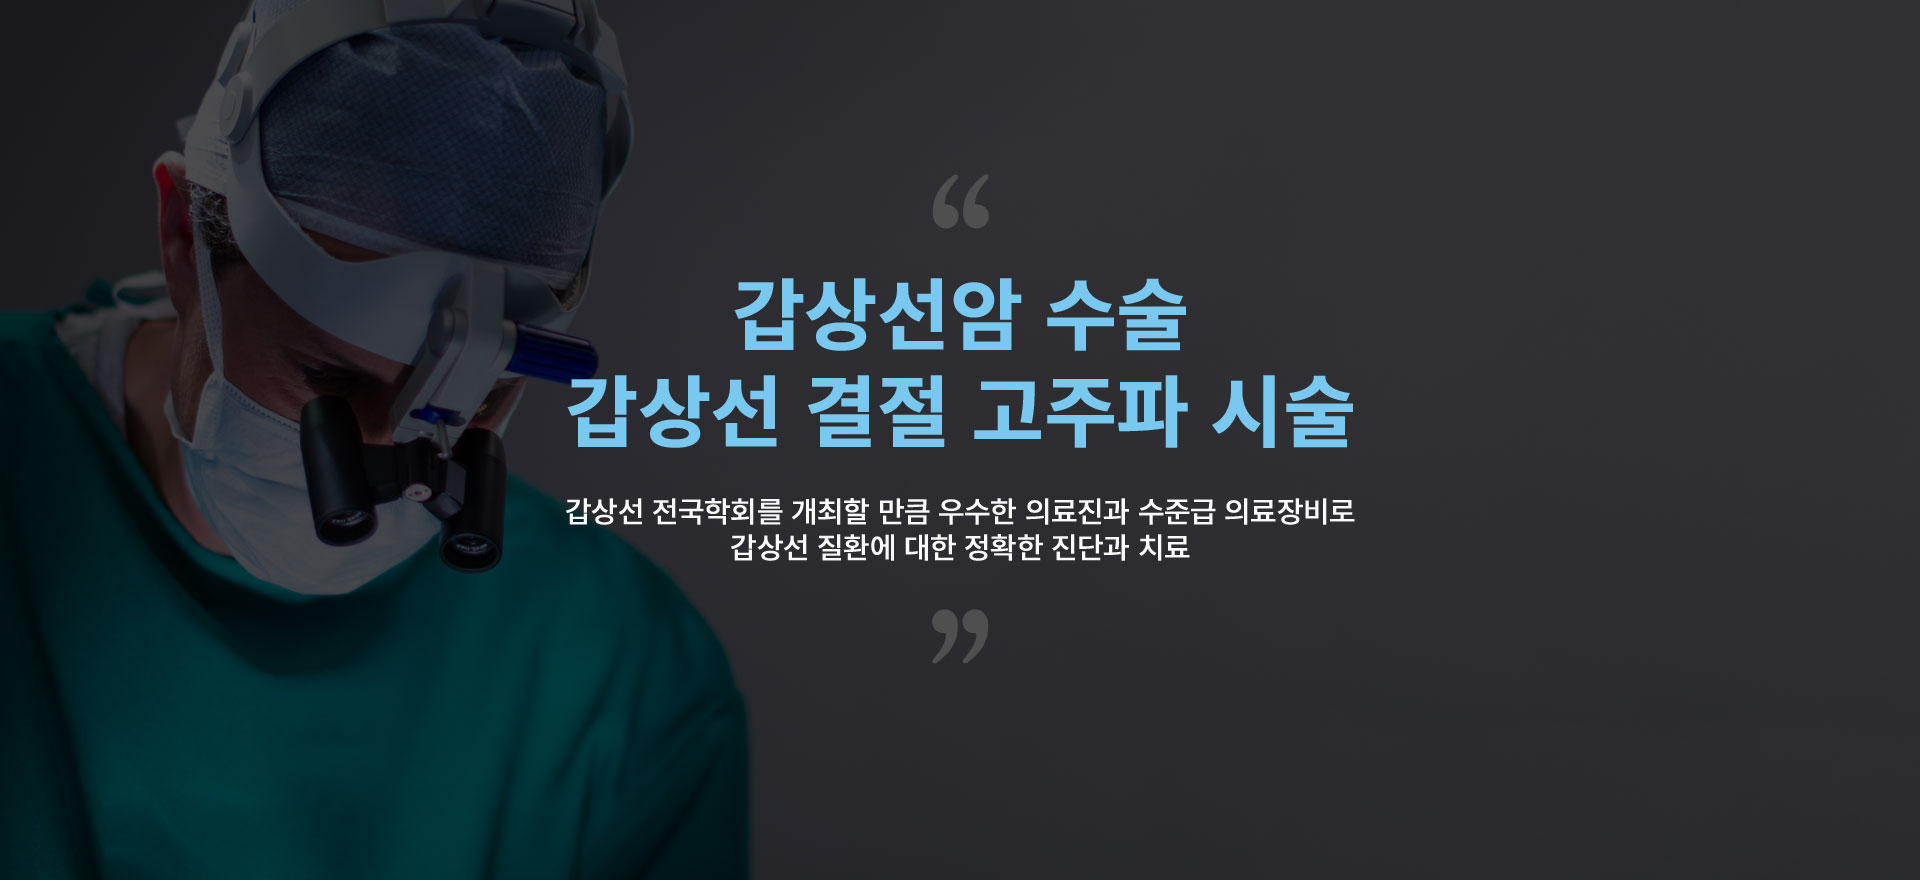 “
갑상선암 수술
갑상선 결절 고주파 시술
갑상선 전국학회를 개최할 만큼 우수한 의료진과 수준급 의료장비로
갑상선 질환에 대한 정확한 진단과 치료
”